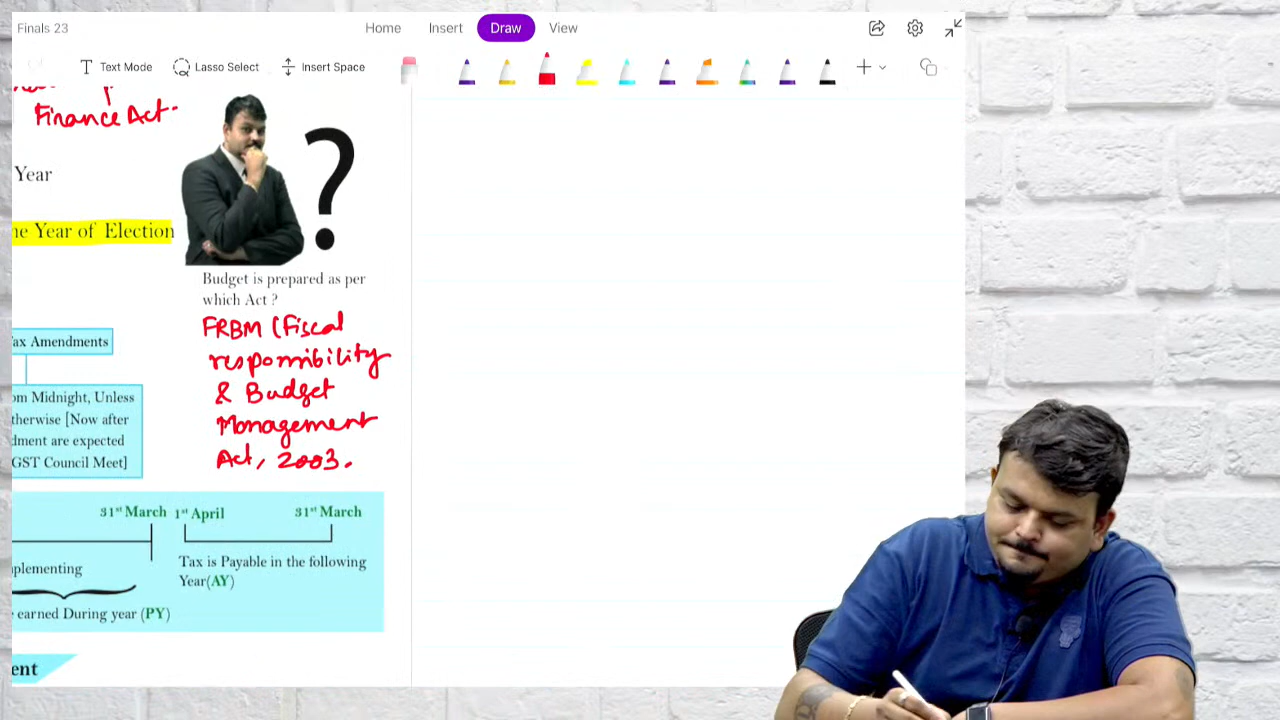 Finals 23
Home Insert Draw View
Text Mode Lasso Select Insert Space
Finance Act.
Year
ne Year of Election
?
Budget is prepared as per
which Act ?
FRBM (Fiscal
responsibility
& Budget
Management
Act, 2003.
ax Amendments
om Midnight, Unless
therwise [Now after
dment are expected
GST Council Meet]
31st March 1st April 31st March
plementing
Tax is Payable in the following
Year(AY)
earned During year (PY)
ent